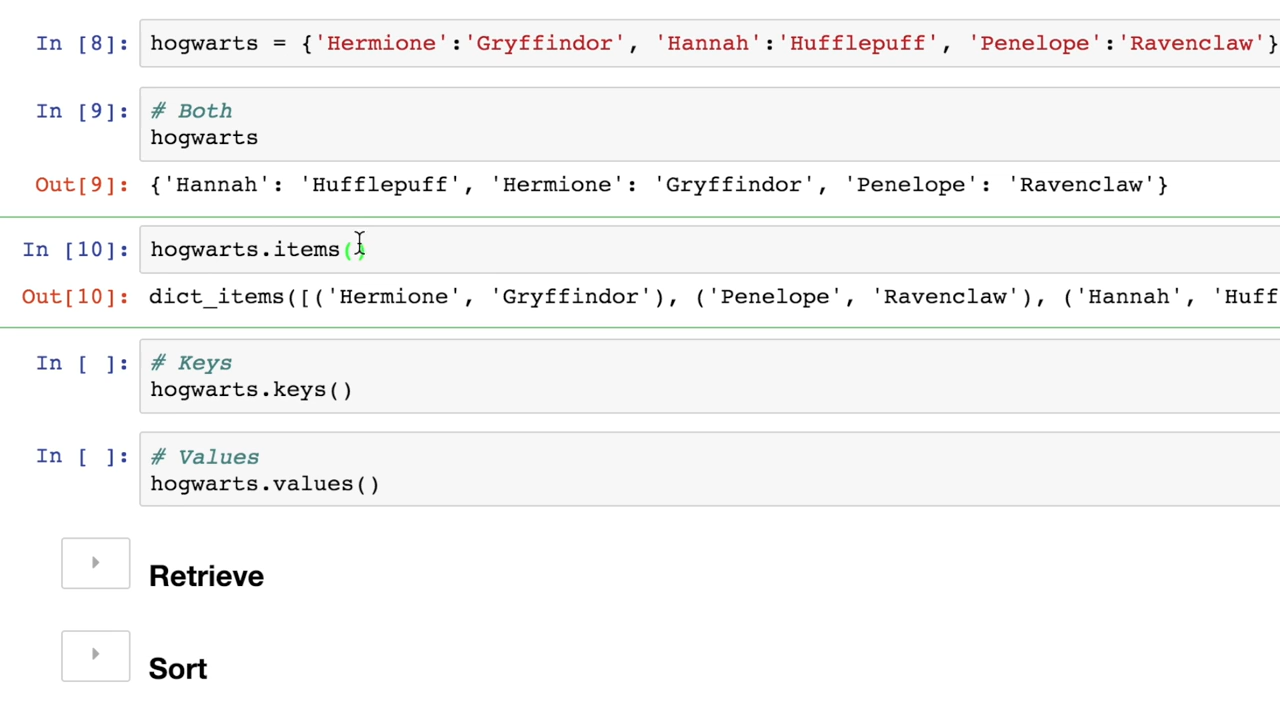 In [8]: hogwarts = {'Hermione':'Gryffindor', 'Hannah':'Hufflepuff', 'Penelope':'Ravenclaw'}
In [9]: # Both
hogwarts
Out[9]: {'Hannah': 'Hufflepuff', 'Hermione': 'Gryffindor', 'Penelope': 'Ravenclaw'}
In [10]: hogwarts.items()
Out[10]: dict_items([('Hermione', 'Gryffindor'), ('Penelope', 'Ravenclaw'), ('Hannah', 'Huff
In [ ]: # Keys
hogwarts.keys()
In [ ]: # Values
hogwarts.values()
Retrieve
Sort